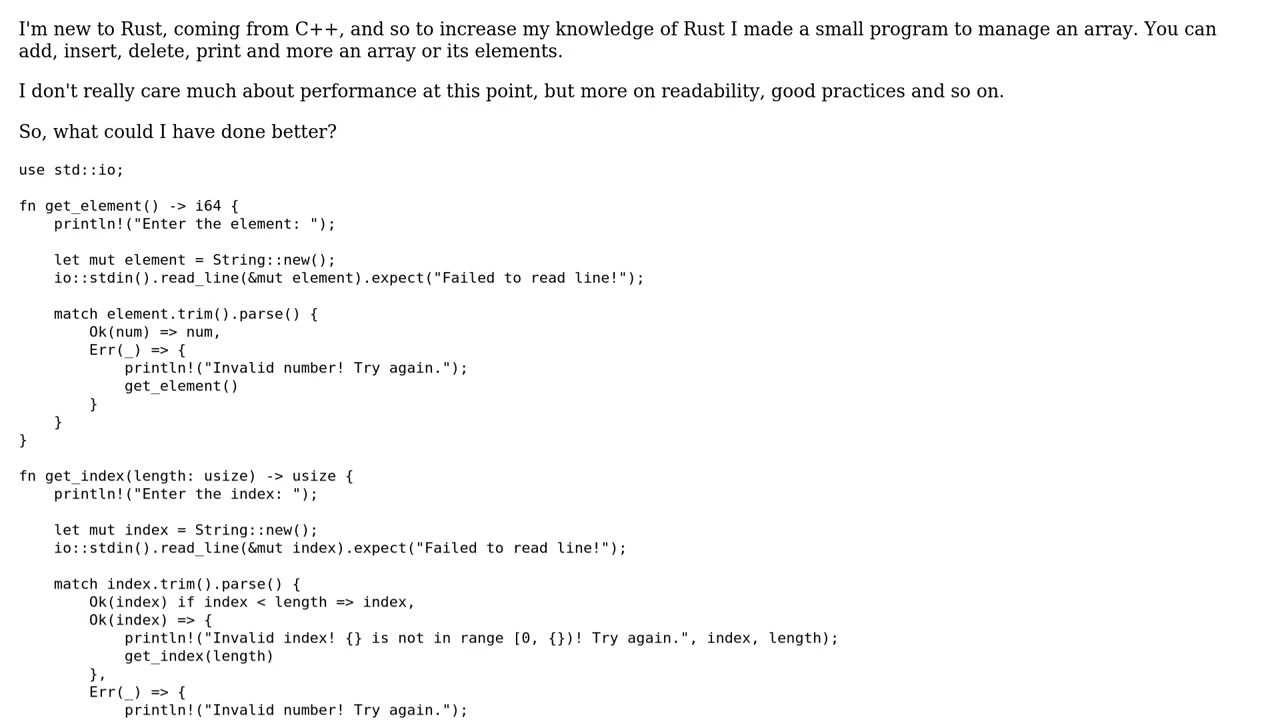 I'm new to Rust, coming from C++, and so to increase my knowledge of Rust I made a small program to manage an array. You can
add, insert, delete, print and more an array or its elements.

I don't really care much about performance at this point, but more on readability, good practices and so on.

So, what could I have done better?

use std::io;

fn get_element() -> i64 {
    println!("Enter the element: ");

    let mut element = String::new();
    io::stdin().read_line(&mut element).expect("Failed to read line!");

    match element.trim().parse() {
        Ok(num) => num,
        Err(_) => {
            println!("Invalid number! Try again.");
            get_element()
        }
    }
}

fn get_index(length: usize) -> usize {
    println!("Enter the index: ");

    let mut index = String::new();
    io::stdin().read_line(&mut index).expect("Failed to read line!");

    match index.trim().parse() {
        Ok(index) if index < length => index,
        Ok(index) => {
            println!("Invalid index! {} is not in range [0, {})! Try again.", index, length);
            get_index(length)
        },
        Err(_) => {
            println!("Invalid number! Try again.");